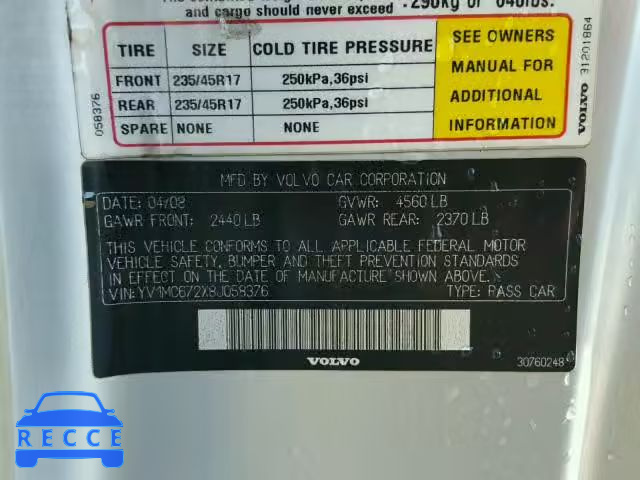 and cargo should never exceed : 290kg or 640lbs.
TIRE SIZE COLD TIRE PRESSURE
FRONT 235/45R17 250kPa,36psi
REAR 235/45R17 250kPa,36psi
SPARE NONE NONE
SEE OWNERS
MANUAL FOR
ADDITIONAL
INFORMATION
058376
VOLVO 31201864
MFD BY VOLVO CAR CORPORATION
DATE: 04/08 GVWR: 4560 LB
GAWR FRONT: 2440 LB GAWR REAR: 2370 LB
THIS VEHICLE CONFORMS TO ALL APPLICABLE FEDERAL MOTOR
VEHICLE SAFETY, BUMPER AND THEFT PREVENTION STANDARDS
IN EFFECT ON THE DATE OF MANUFACTURE SHOWN ABOVE.
VIN: YV1MC672X8J058376 TYPE: PASS CAR
VOLVO 30760248
IDEAL
RECCE